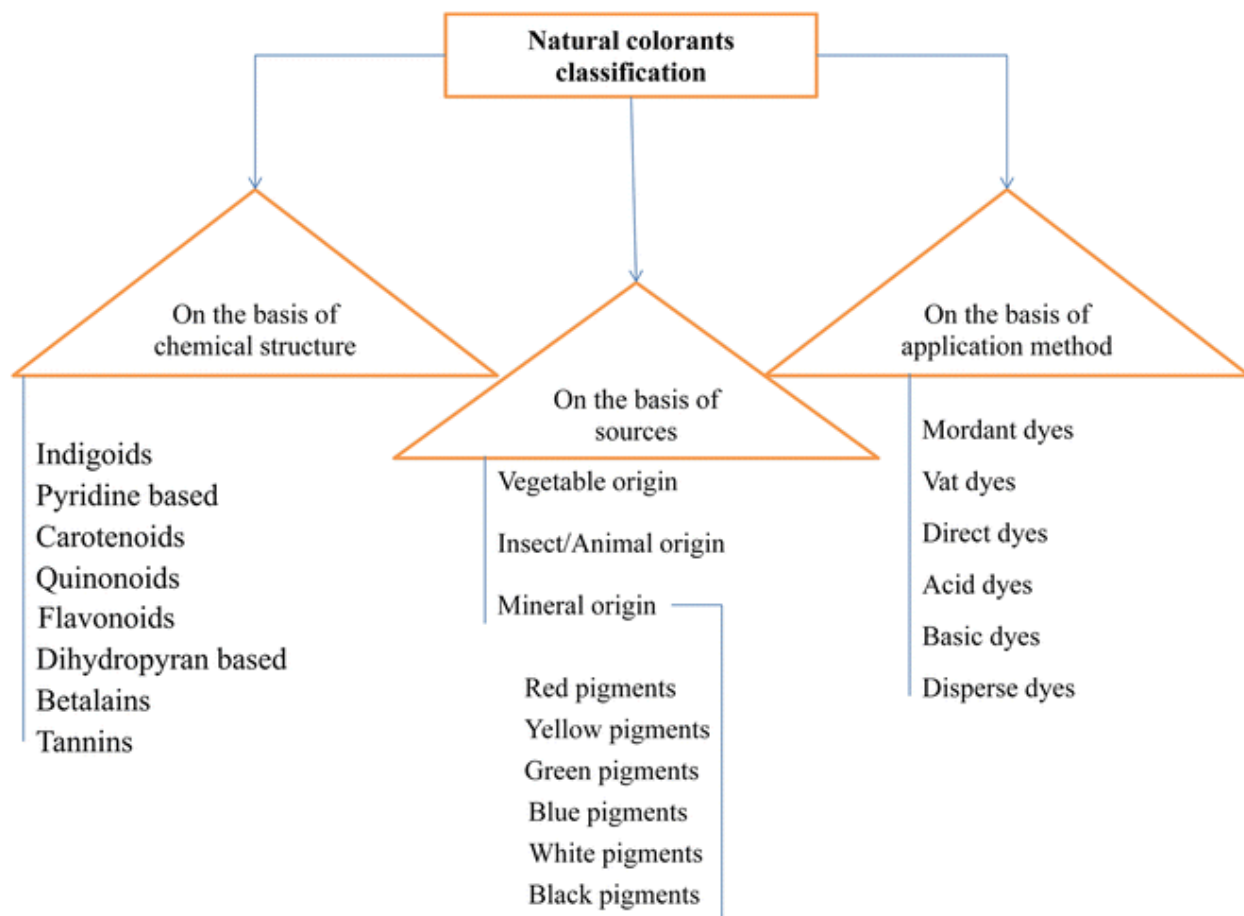 Natural colorants
classification
On the basis of
chemical structure
Indigoids
Pyridine based
Carotenoids
Quinonoids
Flavonoids
Dihydropyran based
Betalains
Tannins
On the basis of
sources
Vegetable origin
Insect/Animal origin
Mineral origin
Red pigments
Yellow pigments
Green pigments
Blue pigments
White pigments
Black pigments
On the basis of
application method
Mordant dyes
Vat dyes
Direct dyes
Acid dyes
Basic dyes
Disperse dyes